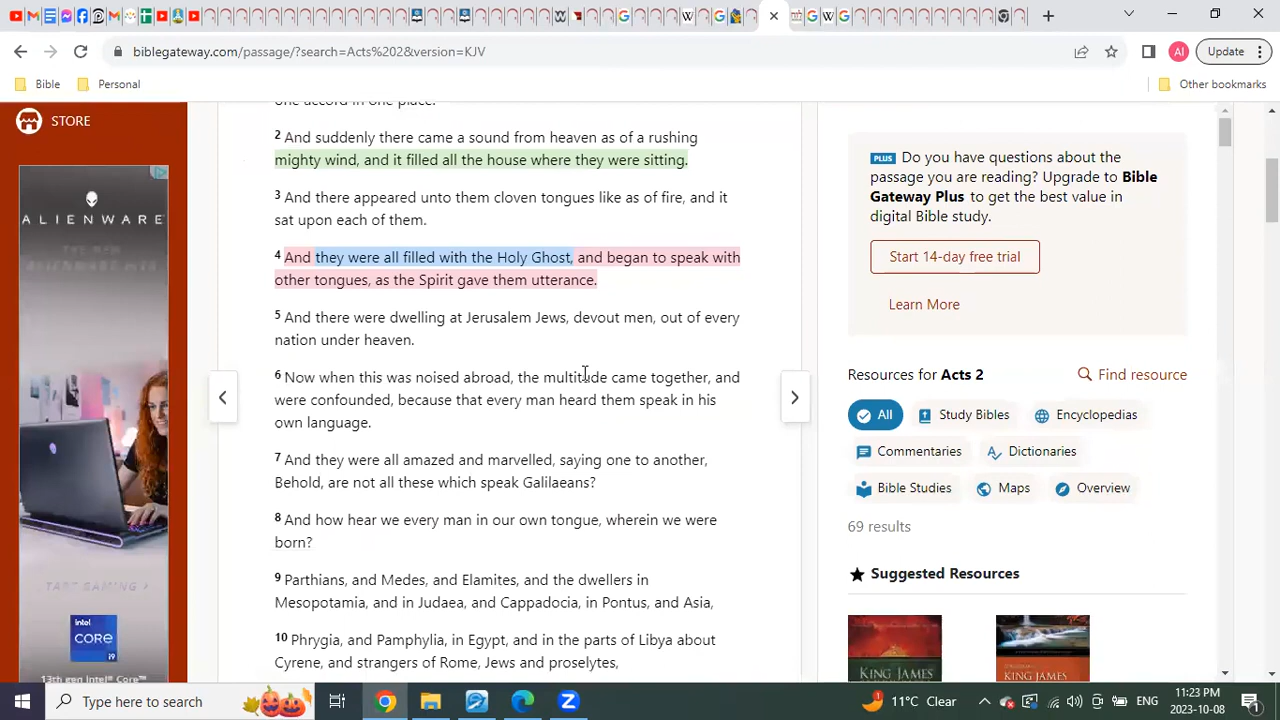 biblegateway.com/passage/?search=Acts%202&version=KJV
AI
Update
Bible
Personal
Other bookmarks
STORE
ALIENWARE
intel
CORE
i9
13th gen Intel® Core™
one accord in one place.
2 And suddenly there came a sound from heaven as of a rushing
mighty wind, and it filled all the house where they were sitting.
3 And there appeared unto them cloven tongues like as of fire, and it
sat upon each of them.
4 And they were all filled with the Holy Ghost, and began to speak with
other tongues, as the Spirit gave them utterance.
5 And there were dwelling at Jerusalem Jews, devout men, out of every
nation under heaven.
6 Now when this was noised abroad, the multitude came together, and
were confounded, because that every man heard them speak in his
own language.
7 And they were all amazed and marvelled, saying one to another,
Behold, are not all these which speak Galilaeans?
8 And how hear we every man in our own tongue, wherein we were
born?
9 Parthians, and Medes, and Elamites, and the dwellers in
Mesopotamia, and in Judaea, and Cappadocia, in Pontus, and Asia,
10 Phrygia, and Pamphylia, in Egypt, and in the parts of Libya about
Cyrene, and strangers of Rome, Jews and proselytes,
PLUS Do you have questions about the
passage you are reading? Upgrade to Bible
Gateway Plus to get the best value in
digital Bible study.
Start 14-day free trial
Learn More
Resources for Acts 2
Find resource
All
Study Bibles
Encyclopedias
Commentaries
Dictionaries
Bible Studies
Maps
Overview
69 results
Suggested Resources
KING JAMES
KING JAMES
Type here to search
1
11°C Clear
ENG
11:23 PM
2023-10-08
1